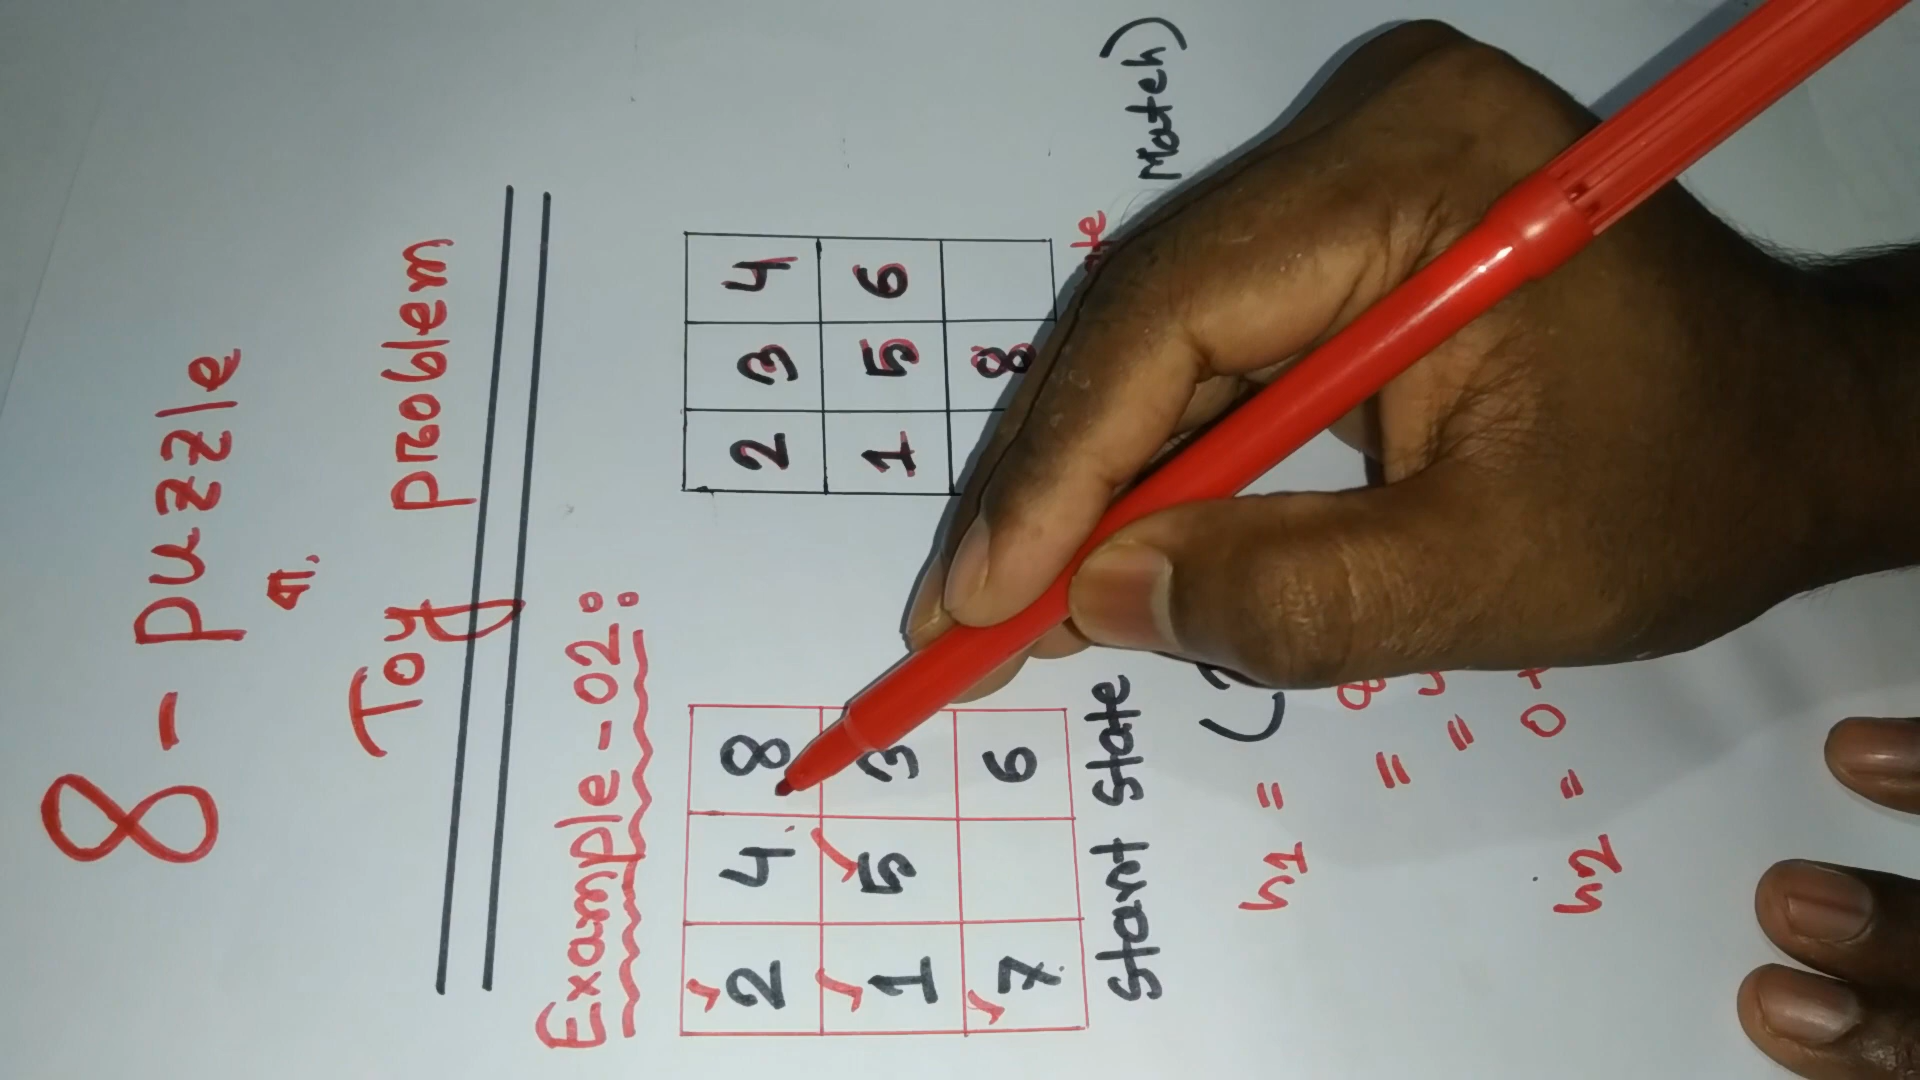 8-puzzle
Toy problem
Example-02:
2 4 8
1 5 3
7 6
Start State
2 3 4
1 5 6
8
Match)
h1 =
=
=
h2 = 0+